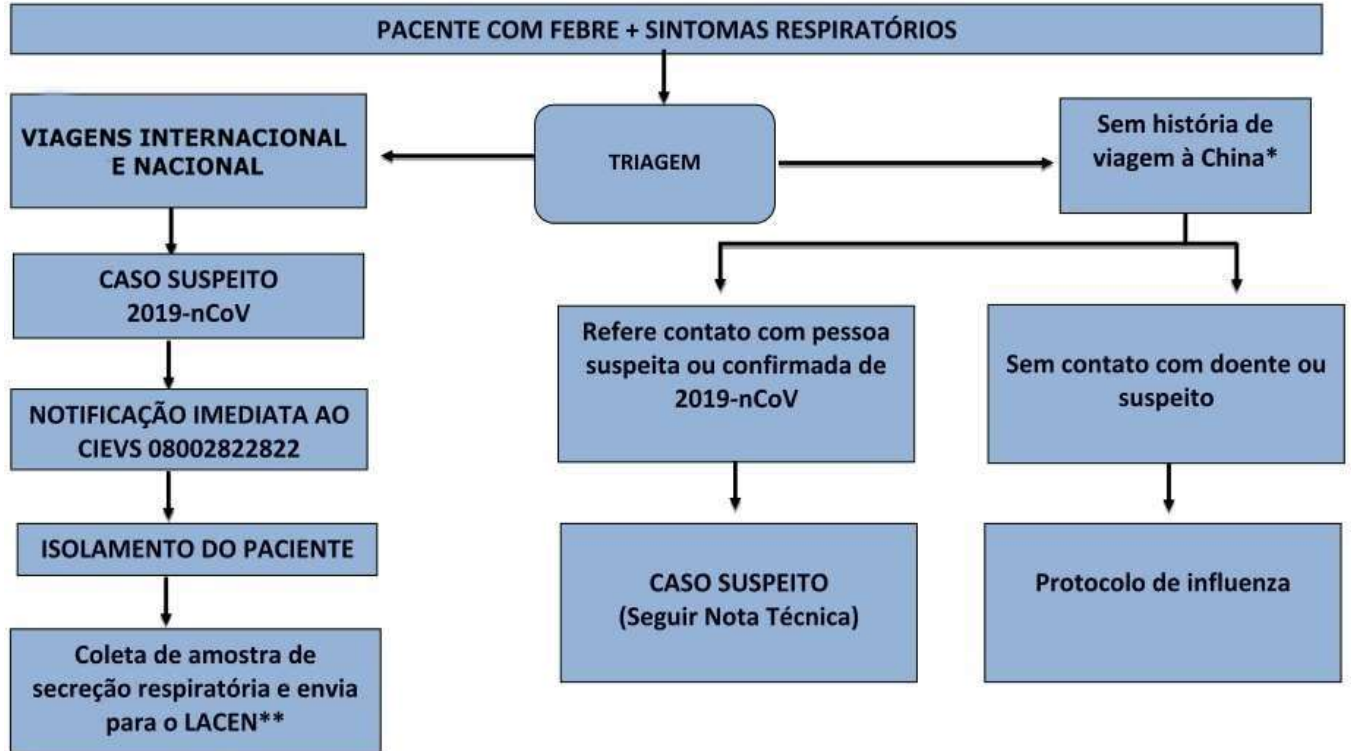 PACENTE COM FEBRE + SINTOMAS RESPIRATÓRIOS
VIAGENS INTERNACIONAL
E NACIONAL
TRIAGEM
Sem história de
viagem à China*
CASO SUSPEITO
2019-nCoV
NOTIFICAÇÃO IMEDIATA AO
CIEVS 08002822822
ISOLAMENTO DO PACIENTE
Coleta de amostra de
secreção respiratória e envia
para o LACEN**
Refere contato com pessoa
suspeita ou confirmada de
2019-nCoV
CASO SUSPEITO
(Seguir Nota Técnica)
Sem contato com doente ou
suspeito
Protocolo de influenza